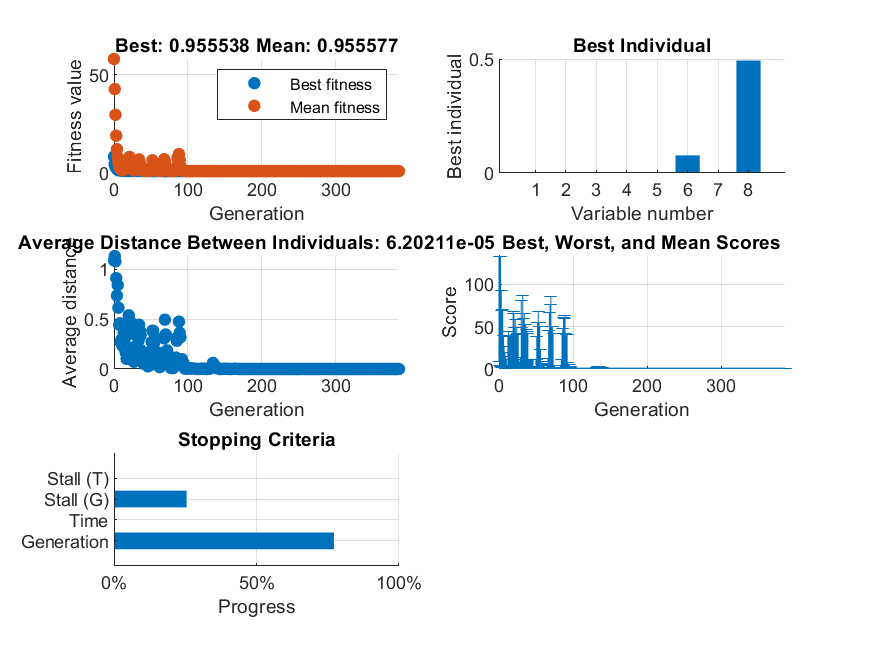 Best: 0.955538 Mean: 0.955577
Fitness value
50
0
Best fitness
Mean fitness
0 100 200 300
Generation
Best Individual
Best individual
0.5
0
1 2 3 4 5 6 7 8
Variable number
Average Distance Between Individuals: 6.20211e-05
Average distance
1
0.5
0
0 100 200 300
Generation
Best, Worst, and Mean Scores
Score
100
50
0
0 100 200 300
Generation
Stopping Criteria
Stall (T)
Stall (G)
Time
Generation
0% 50% 100%
Progress